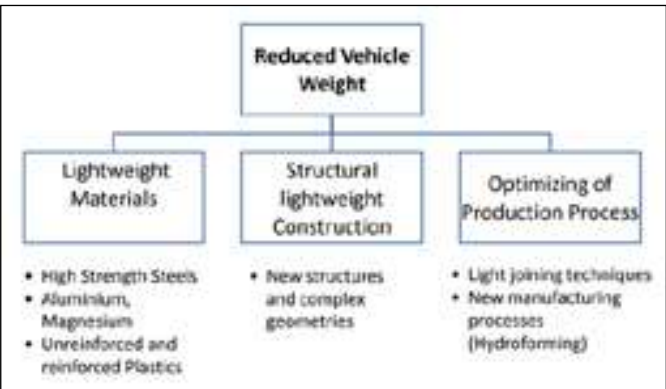 Reduced Vehicle
Weight
Lightweight
Materials
Structural
lightweight
Construction
Optimizing of
Production Process
• High Strength Steels
• Aluminium,
Magnesium
• Unreinforced and
reinforced Plastics
• New structures
and complex
geometries
• Light joining techniques
• New manufacturing
processes
(Hydroforming)